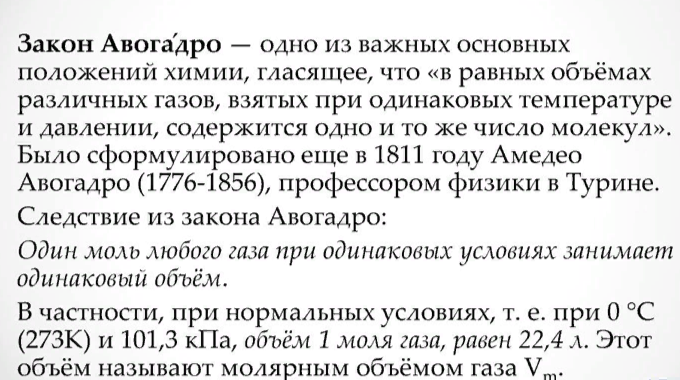 Закон Авога́дро — одно из важных основных
положений химии, гласящее, что «в равных объёмах
различных газов, взятых при одинаковых температуре
и давлении, содержится одно и то же число молекул».
Было сформулировано еще в 1811 году Амедео
Авогадро (1776-1856), профессором физики в Турине.
Следствие из закона Авогадро:
Один моль любого газа при одинаковых условиях занимает
одинаковый объём.
В частности, при нормальных условиях, т. е. при 0 °C
(273К) и 101,3 кПа, объём 1 моля газа, равен 22,4 л. Этот
объём называют молярным объёмом газа Vm.